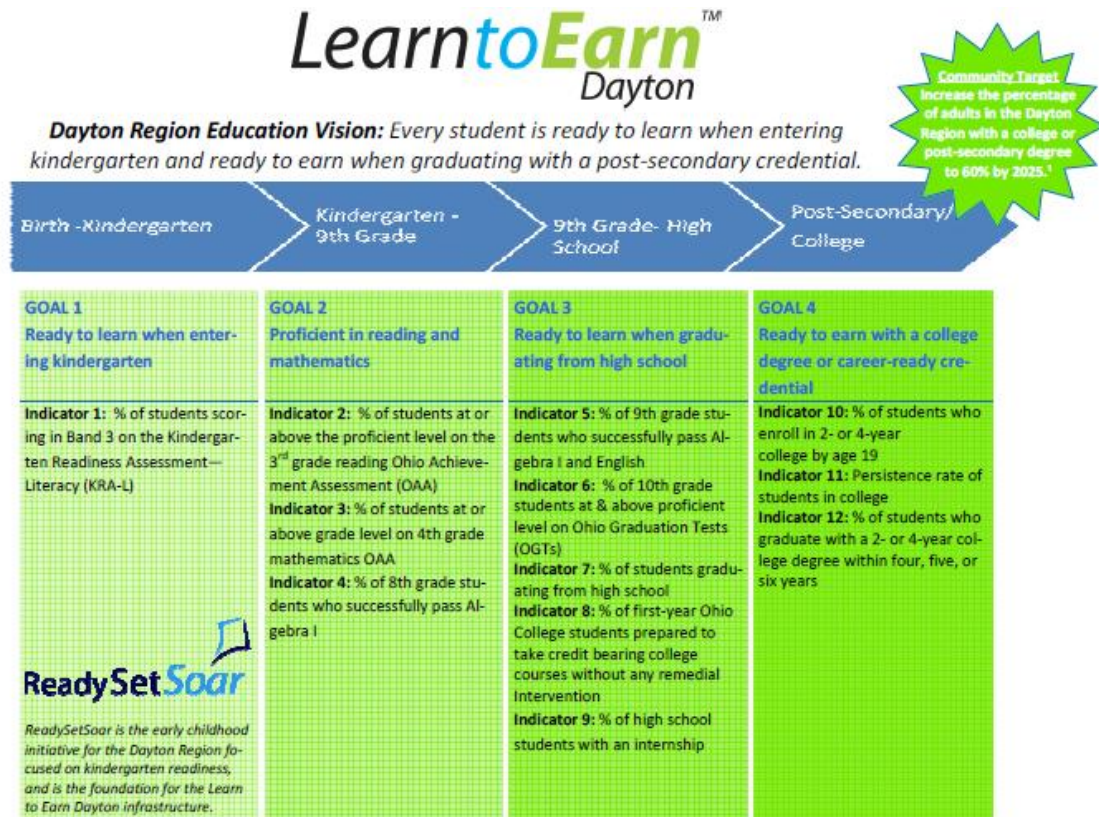 LearntoEarn™
Dayton
Community Target
Increase the percentage
of adults in the Dayton
Region with a college or
post-secondary degree
to 60% by 2025.¹
Dayton Region Education Vision: Every student is ready to learn when entering
kindergarten and ready to earn when graduating with a post-secondary credential.
Birth -Kindergarten
Kindergarten -
9th Grade
9th Grade- High
School
Post-Secondary/
College
GOAL 1
Ready to learn when enter-
ing kindergarten
Indicator 1: % of students scor-
ing in Band 3 on the Kindergar-
ten Readiness Assessment—
Literacy (KRA-L)
ReadySetSoar
ReadySetSoar is the early childhood
initiative for the Dayton Region fo-
cused on kindergarten readiness,
and is the foundation for the Learn
to Earn Dayton infrastructure.
GOAL 2
Proficient in reading and
mathematics
Indicator 2: % of students at or
above the proficient level on the
3rd grade reading Ohio Achieve-
ment Assessment (OAA)
Indicator 3: % of students at or
above grade level on 4th grade
mathematics OAA
Indicator 4: % of 8th grade stu-
dents who successfully pass Al-
gebra I
GOAL 3
Ready to learn when gradu-
ating from high school
Indicator 5: % of 9th grade stu-
dents who successfully pass Al-
gebra I and English
Indicator 6: % of 10th grade
students at & above proficient
level on Ohio Graduation Tests
(OGTs)
Indicator 7: % of students gradu-
ating from high school
Indicator 8: % of first-year Ohio
College students prepared to
take credit bearing college
courses without any remedial
Intervention
Indicator 9: % of high school
students with an internship
GOAL 4
Ready to earn with a college
degree or career-ready cre-
dential
Indicator 10: % of students who
enroll in 2- or 4-year
college by age 19
Indicator 11: Persistence rate of
students in college
Indicator 12: % of students who
graduate with a 2- or 4-year col-
lege degree within four, five, or
six years